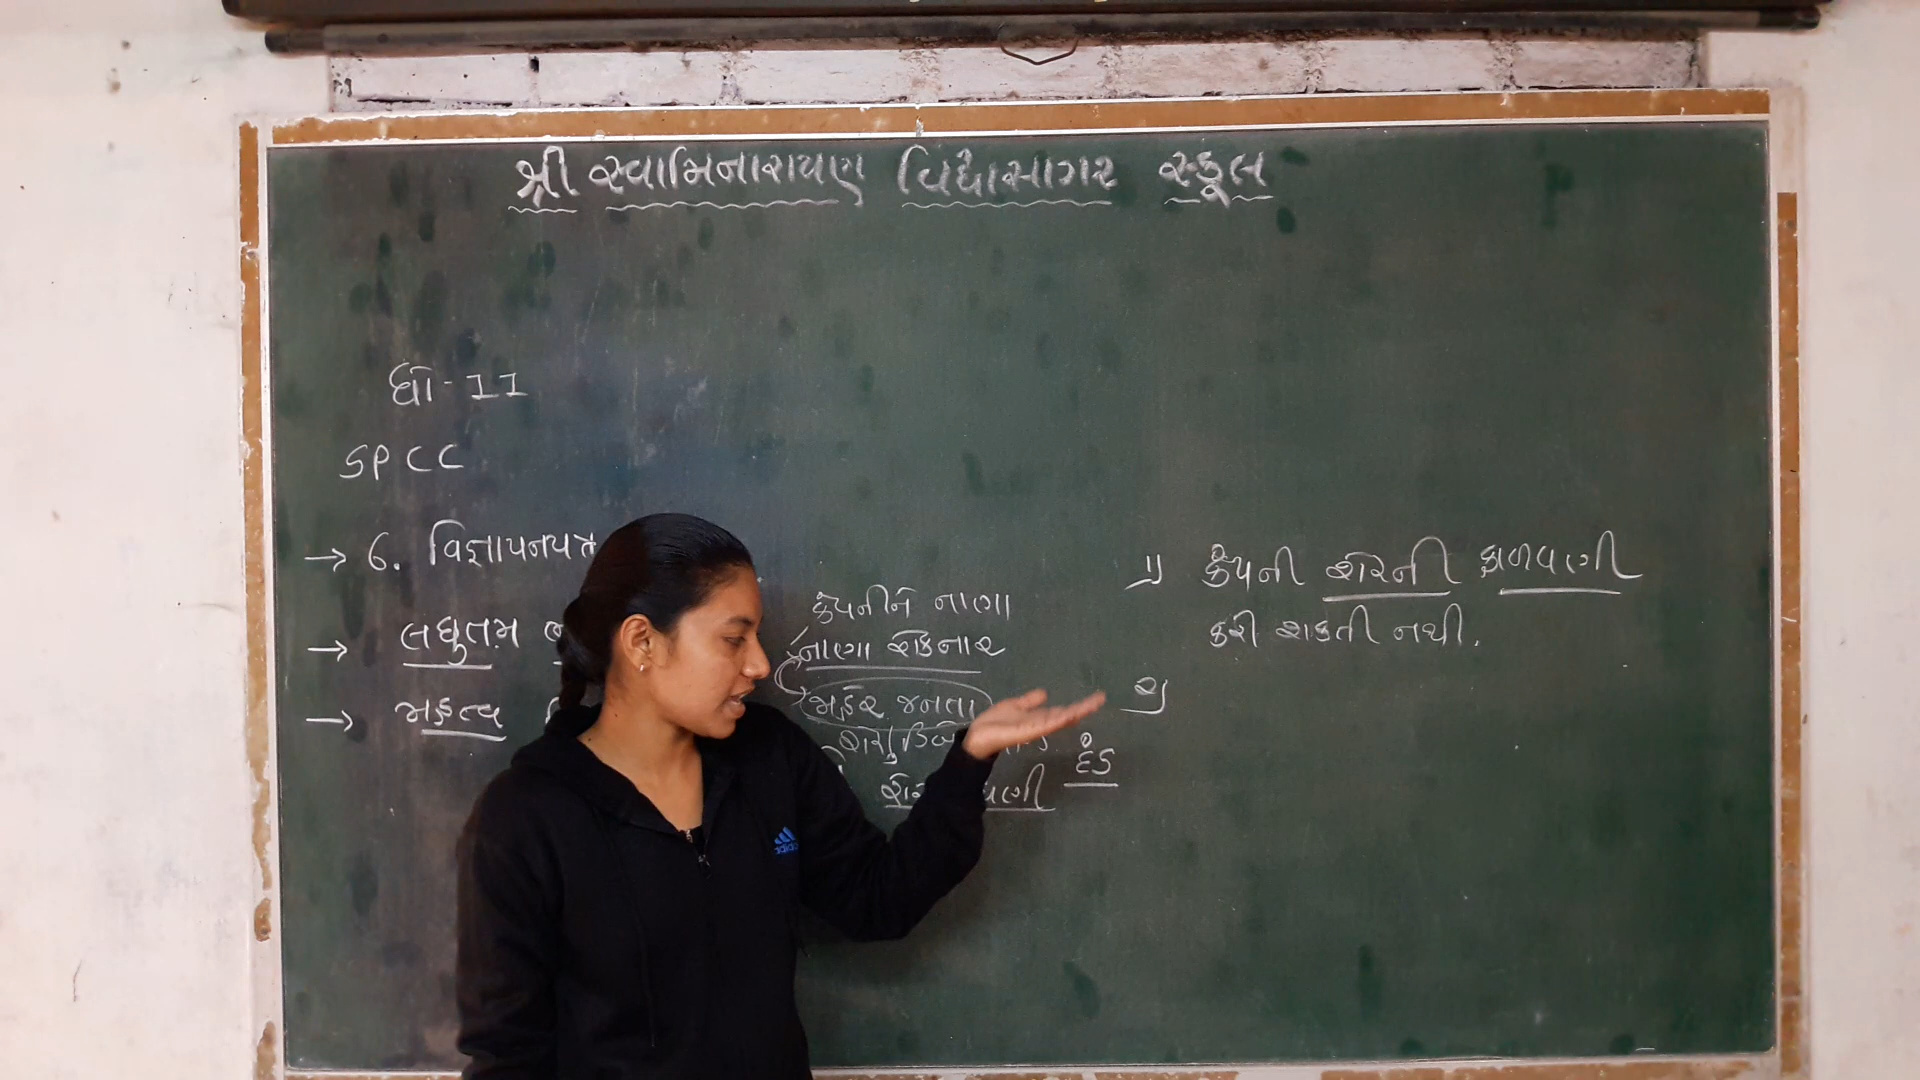 શ્રી સ્વામિનારાયણ વિદ્યાસાગર સ્કૂલ
ધો-11
SPCC
→ 6. વિજ્ઞાપનપત્ર
→ લઘુતમ
→ મહત્વ
કંપનીને નાણા
નાણા રોકનાર
જાહેર જનતા
દંડ
1) કંપની શેરની ફાળવણી
કરી શકતી નથી.
2)
adidas